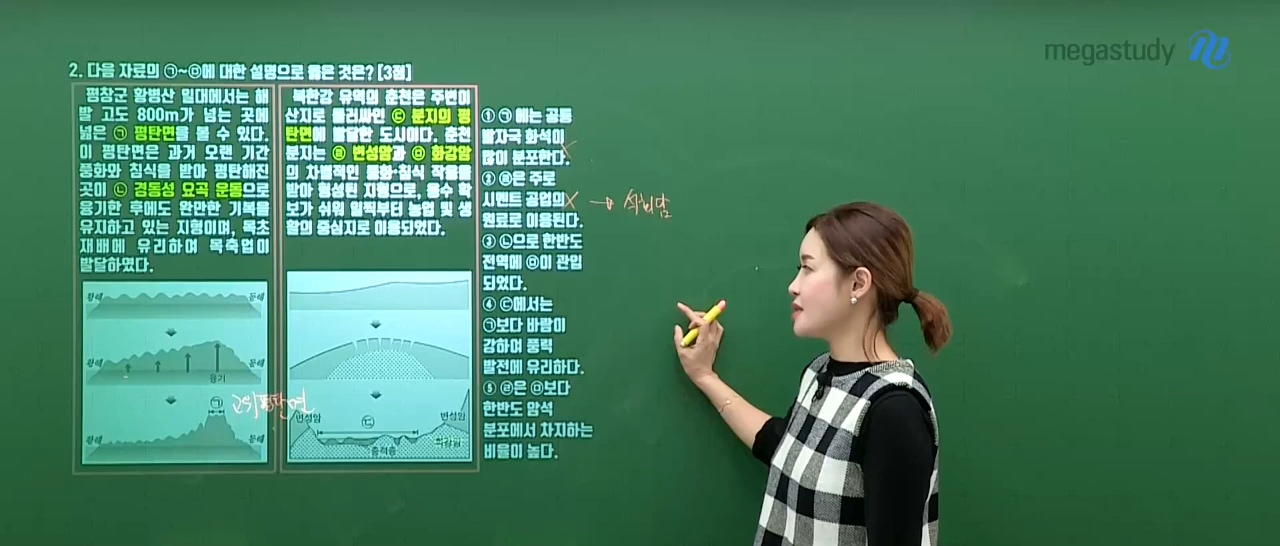 megastudy
2. 다음 자료의 ㉠~㉤에 대한 설명으로 옳은 것은? [3점]
평창군 황병산 일대에서는 해
발 고도 800m가 넘는 곳에
넓은 ㉠ 평탄면을 볼 수 있다.
이 평탄면은 과거 오랜 기간
풍화와 침식을 받아 평탄해진
곳이 ㉡ 경동성 요곡 운동으로
융기한 후에도 완만한 기복을
유지하고 있는 지형이며, 목초
재배에 유리하여 목축업이
발달하였다.
황해 동해
황해 동해
융기
㉠ 고위평탄면
황해 동해
북한강 유역의 춘천은 주변이
산지로 둘러싸인 ㉢ 분지의 평
탄면에 발달한 도시이다. 춘천
분지는 ㉣ 변성암과 ㉤ 화강암
의 차별적인 풍화·침식 작용을
받아 형성된 지형으로, 용수 확
보가 쉬워 일찍부터 농업 및 생
활의 중심지로 이용되었다.
변성암 ㉢ 변성암
충적층 화강암
① ㉠에는 공룡
발자국 화석이
많이 분포한다.
② ㉣은 주로
시멘트 공업의 → 석회암
원료로 이용된다.
③ ㉡으로 한반도
전역에 ㉤이 관입
되었다.
④ ㉢에서는
㉠보다 바람이
강하여 풍력
발전에 유리하다.
⑤ ㉣은 ㉤보다
한반도 암석
분포에서 차지하는
비율이 높다.